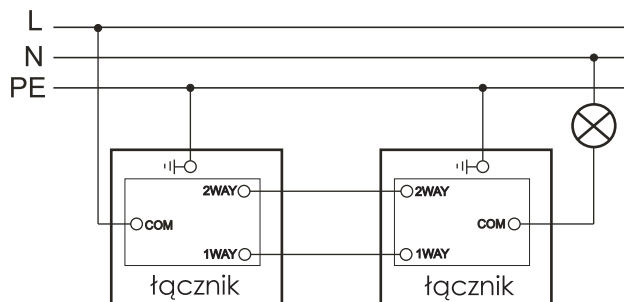 L
N
PE
2WAY 2WAY
COM COM
1WAY 1WAY
łącznik łącznik